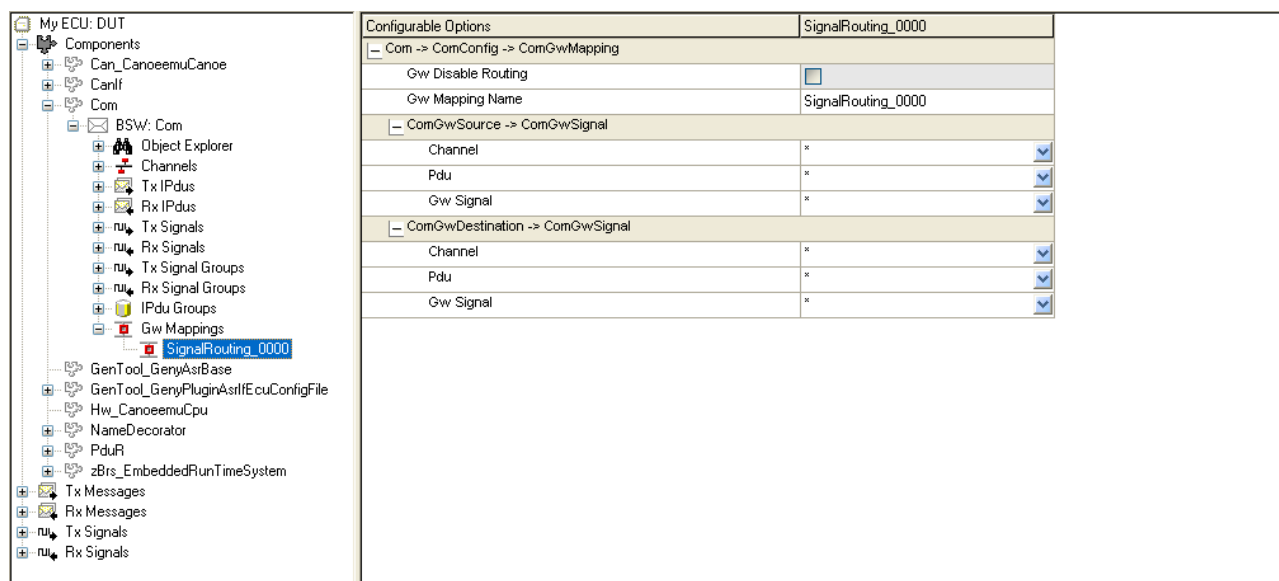 My ECU: DUT
Components
Can_CanoeemuCanoe
CanIf
Com
BSW: Com
Object Explorer
Channels
Tx IPdus
Rx IPdus
Tx Signals
Rx Signals
Tx Signal Groups
Rx Signal Groups
IPdu Groups
Gw Mappings
SignalRouting_0000
GenTool_GenyAsrBase
GenTool_GenyPluginAsrIfEcuConfigFile
Hw_CanoeemuCpu
NameDecorator
PduR
zBrs_EmbeddedRunTimeSystem
Tx Messages
Rx Messages
Tx Signals
Rx Signals
Configurable Options SignalRouting_0000
Com -> ComConfig -> ComGwMapping
Gw Disable Routing
Gw Mapping Name SignalRouting_0000
ComGwSource -> ComGwSignal
Channel *
Pdu *
Gw Signal *
ComGwDestination -> ComGwSignal
Channel *
Pdu *
Gw Signal *